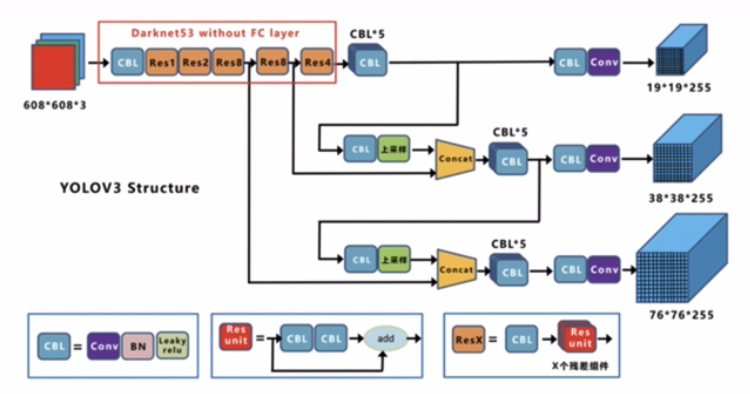 Darknet53 without FC layer
CBL*5
CBL
Res1
Res2
Res8
Res8
Res4
CBL
CBL
Conv
608*608*3
19*19*255
CBL*5
CBL
上采样
Concat
CBL
CBL
Conv
YOLOV3 Structure
38*38*255
CBL*5
CBL
上采样
Concat
CBL
CBL
Conv
76*76*255
CBL
=
Conv
BN
Leaky
relu
Res
unit
=
CBL
CBL
add
ResX
=
CBL
Res
unit
X个残差组件